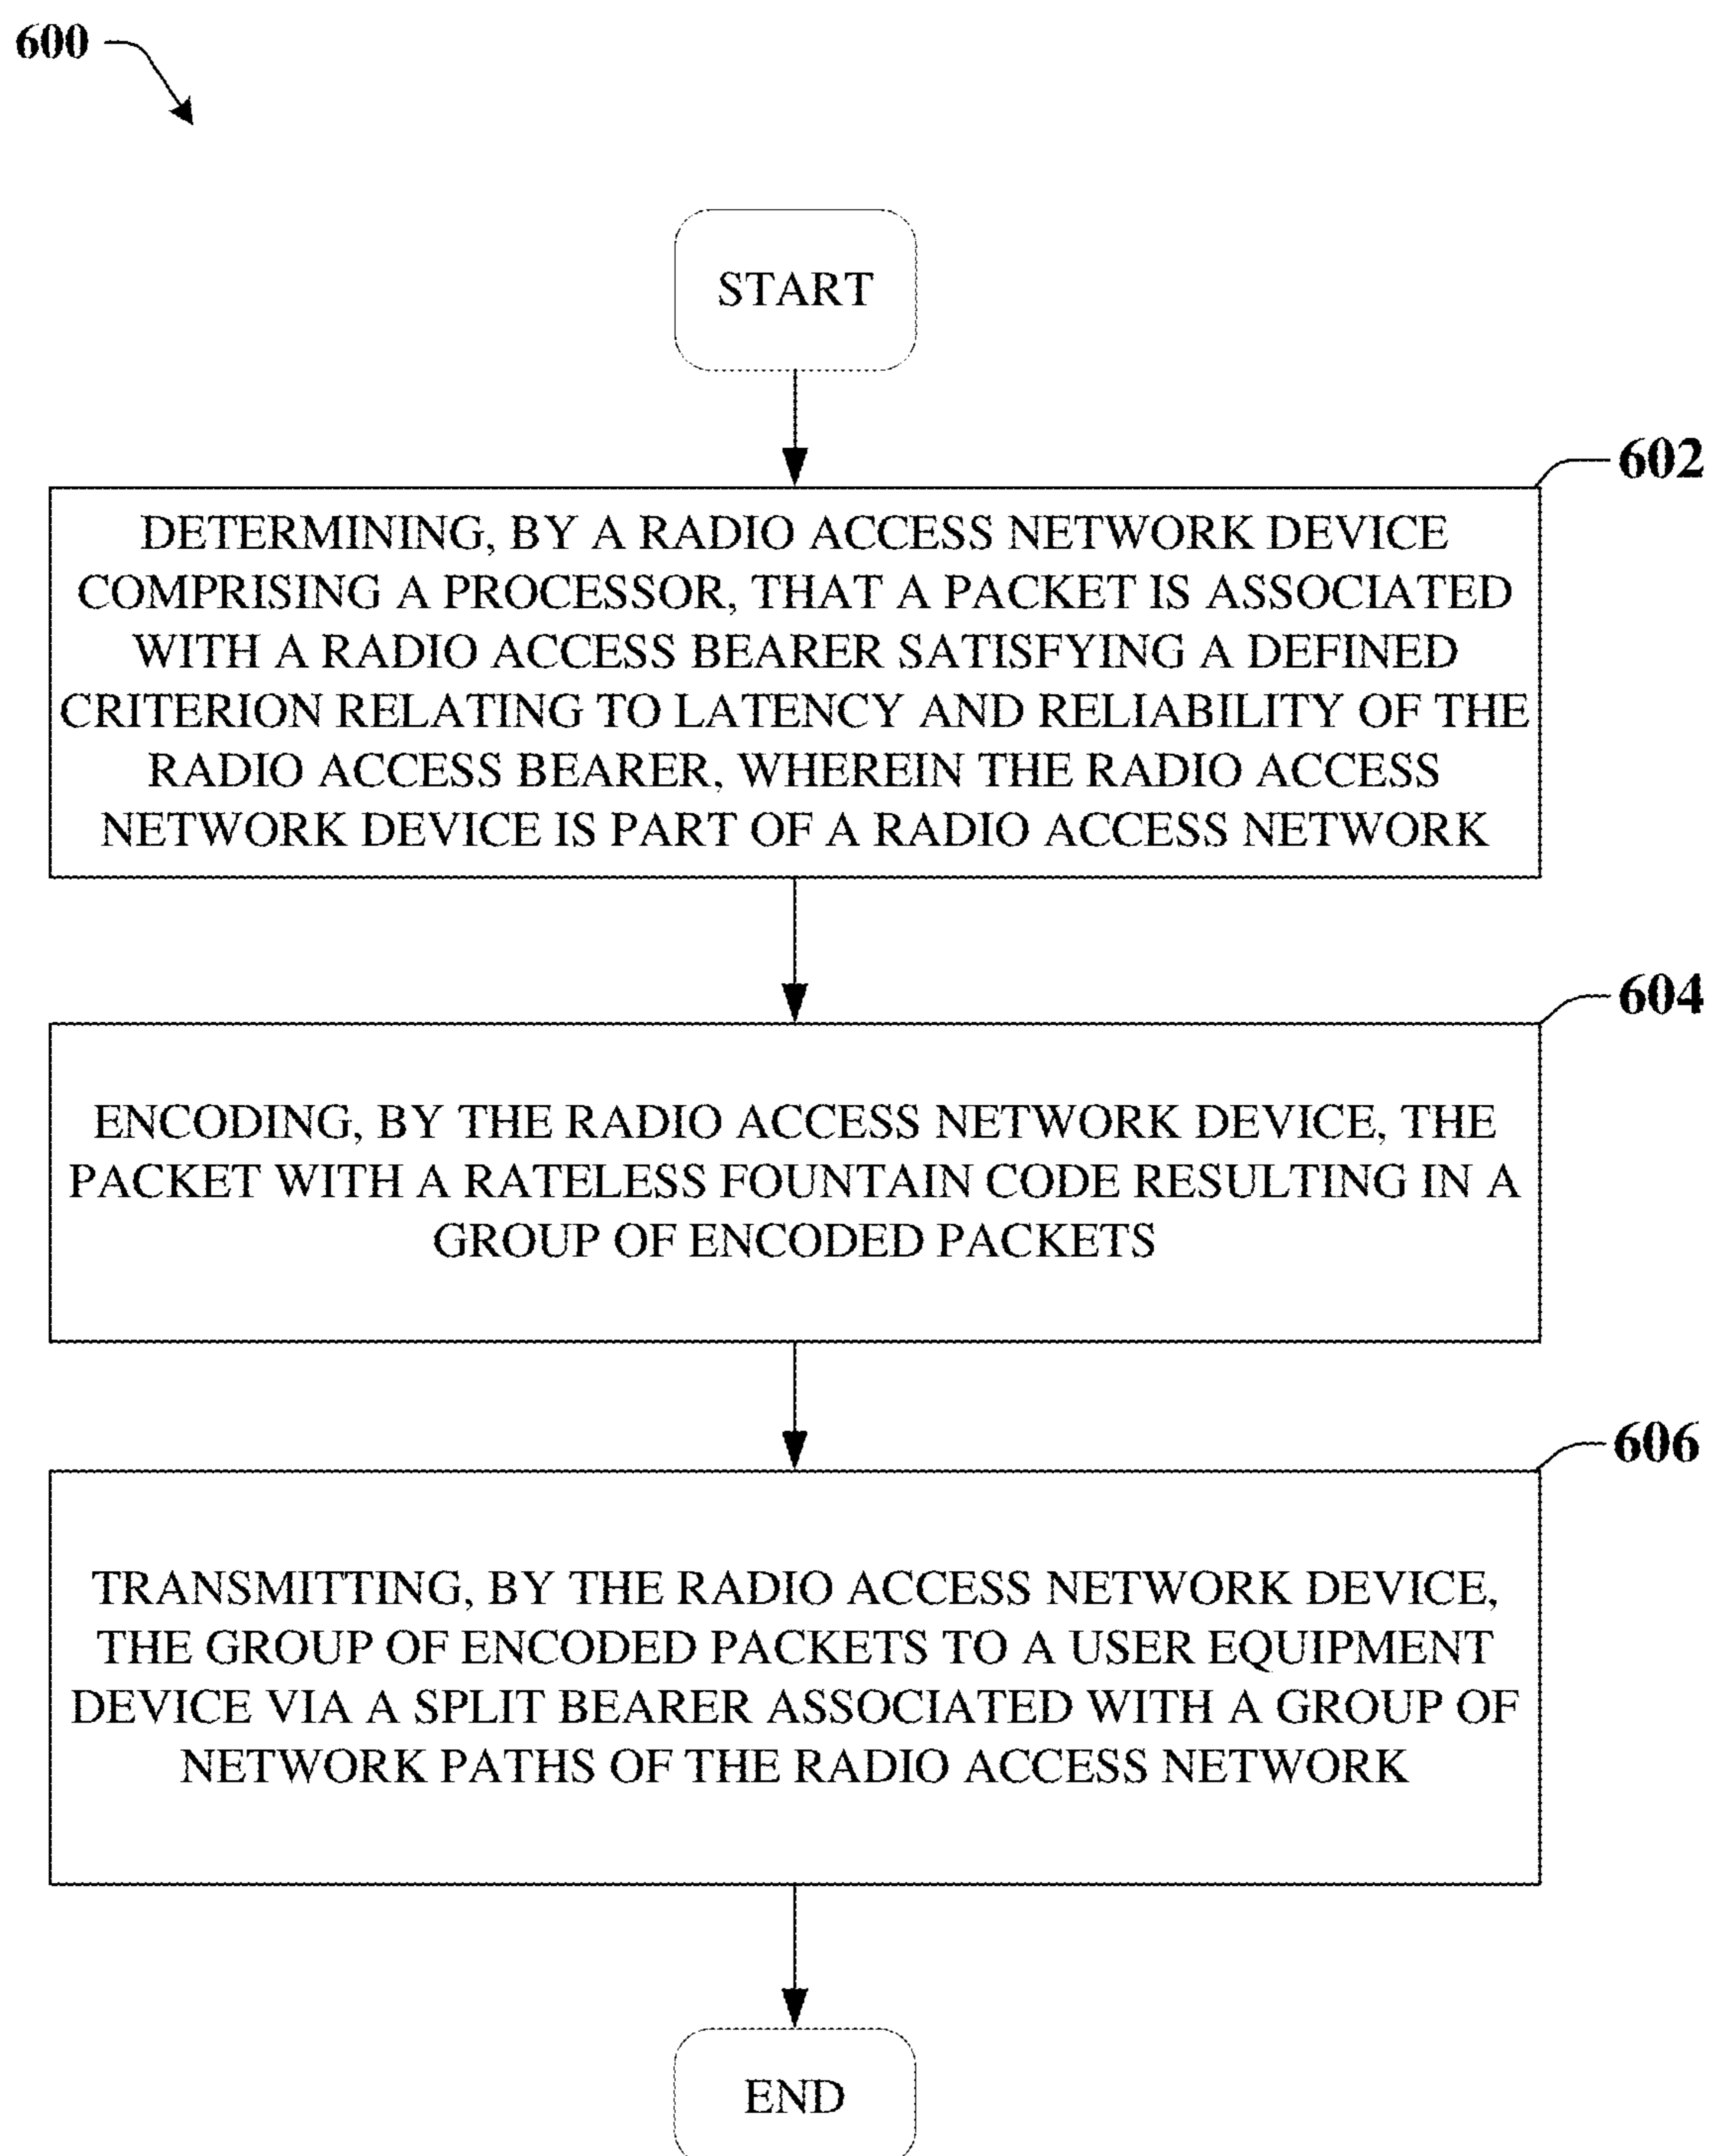 600
START
602
DETERMINING, BY A RADIO ACCESS NETWORK DEVICE
COMPRISING A PROCESSOR, THAT A PACKET IS ASSOCIATED
WITH A RADIO ACCESS BEARER SATISFYING A DEFINED
CRITERION RELATING TO LATENCY AND RELIABILITY OF THE
RADIO ACCESS BEARER, WHEREIN THE RADIO ACCESS
NETWORK DEVICE IS PART OF A RADIO ACCESS NETWORK
604
ENCODING, BY THE RADIO ACCESS NETWORK DEVICE, THE
PACKET WITH A RATELESS FOUNTAIN CODE RESULTING IN A
GROUP OF ENCODED PACKETS
606
TRANSMITTING, BY THE RADIO ACCESS NETWORK DEVICE,
THE GROUP OF ENCODED PACKETS TO A USER EQUIPMENT
DEVICE VIA A SPLIT BEARER ASSOCIATED WITH A GROUP OF
NETWORK PATHS OF THE RADIO ACCESS NETWORK
END